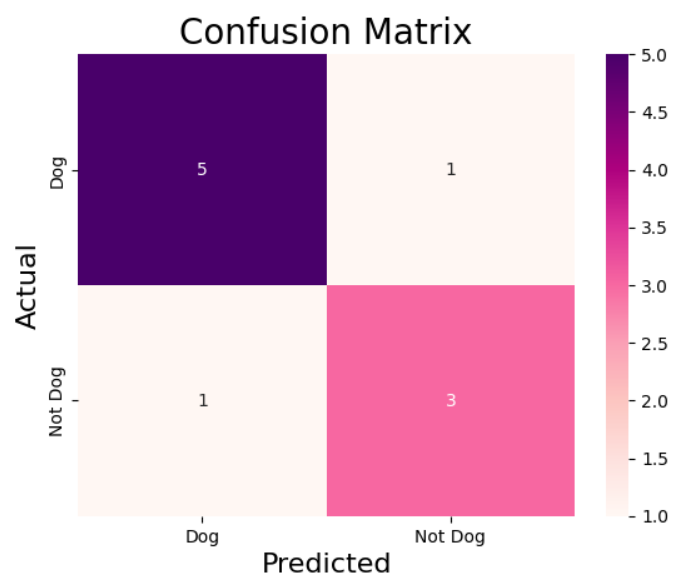 Confusion Matrix
Actual
Dog
5
1
Not Dog
1
3
Dog
Not Dog
Predicted
5.0
4.5
4.0
3.5
3.0
2.5
2.0
1.5
1.0